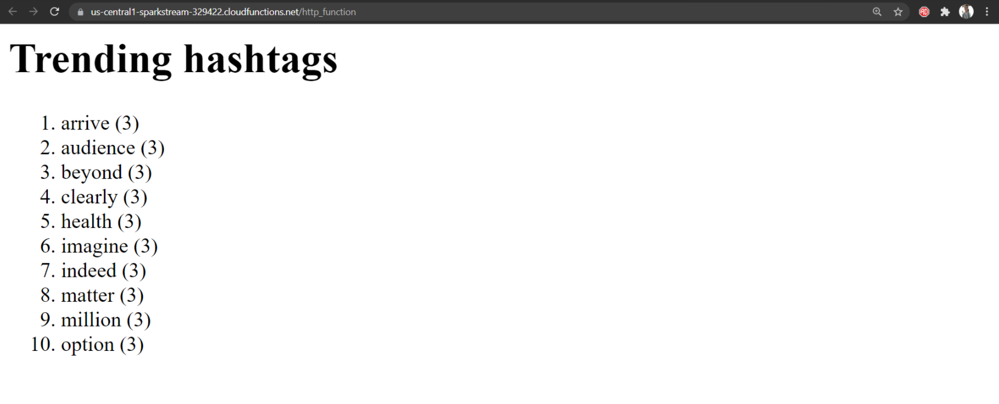 us-central1-sparkstream-329422.cloudfunctions.net/http_function
Trending hashtags
1. arrive (3)
2. audience (3)
3. beyond (3)
4. clearly (3)
5. health (3)
6. imagine (3)
7. indeed (3)
8. matter (3)
9. million (3)
10. option (3)